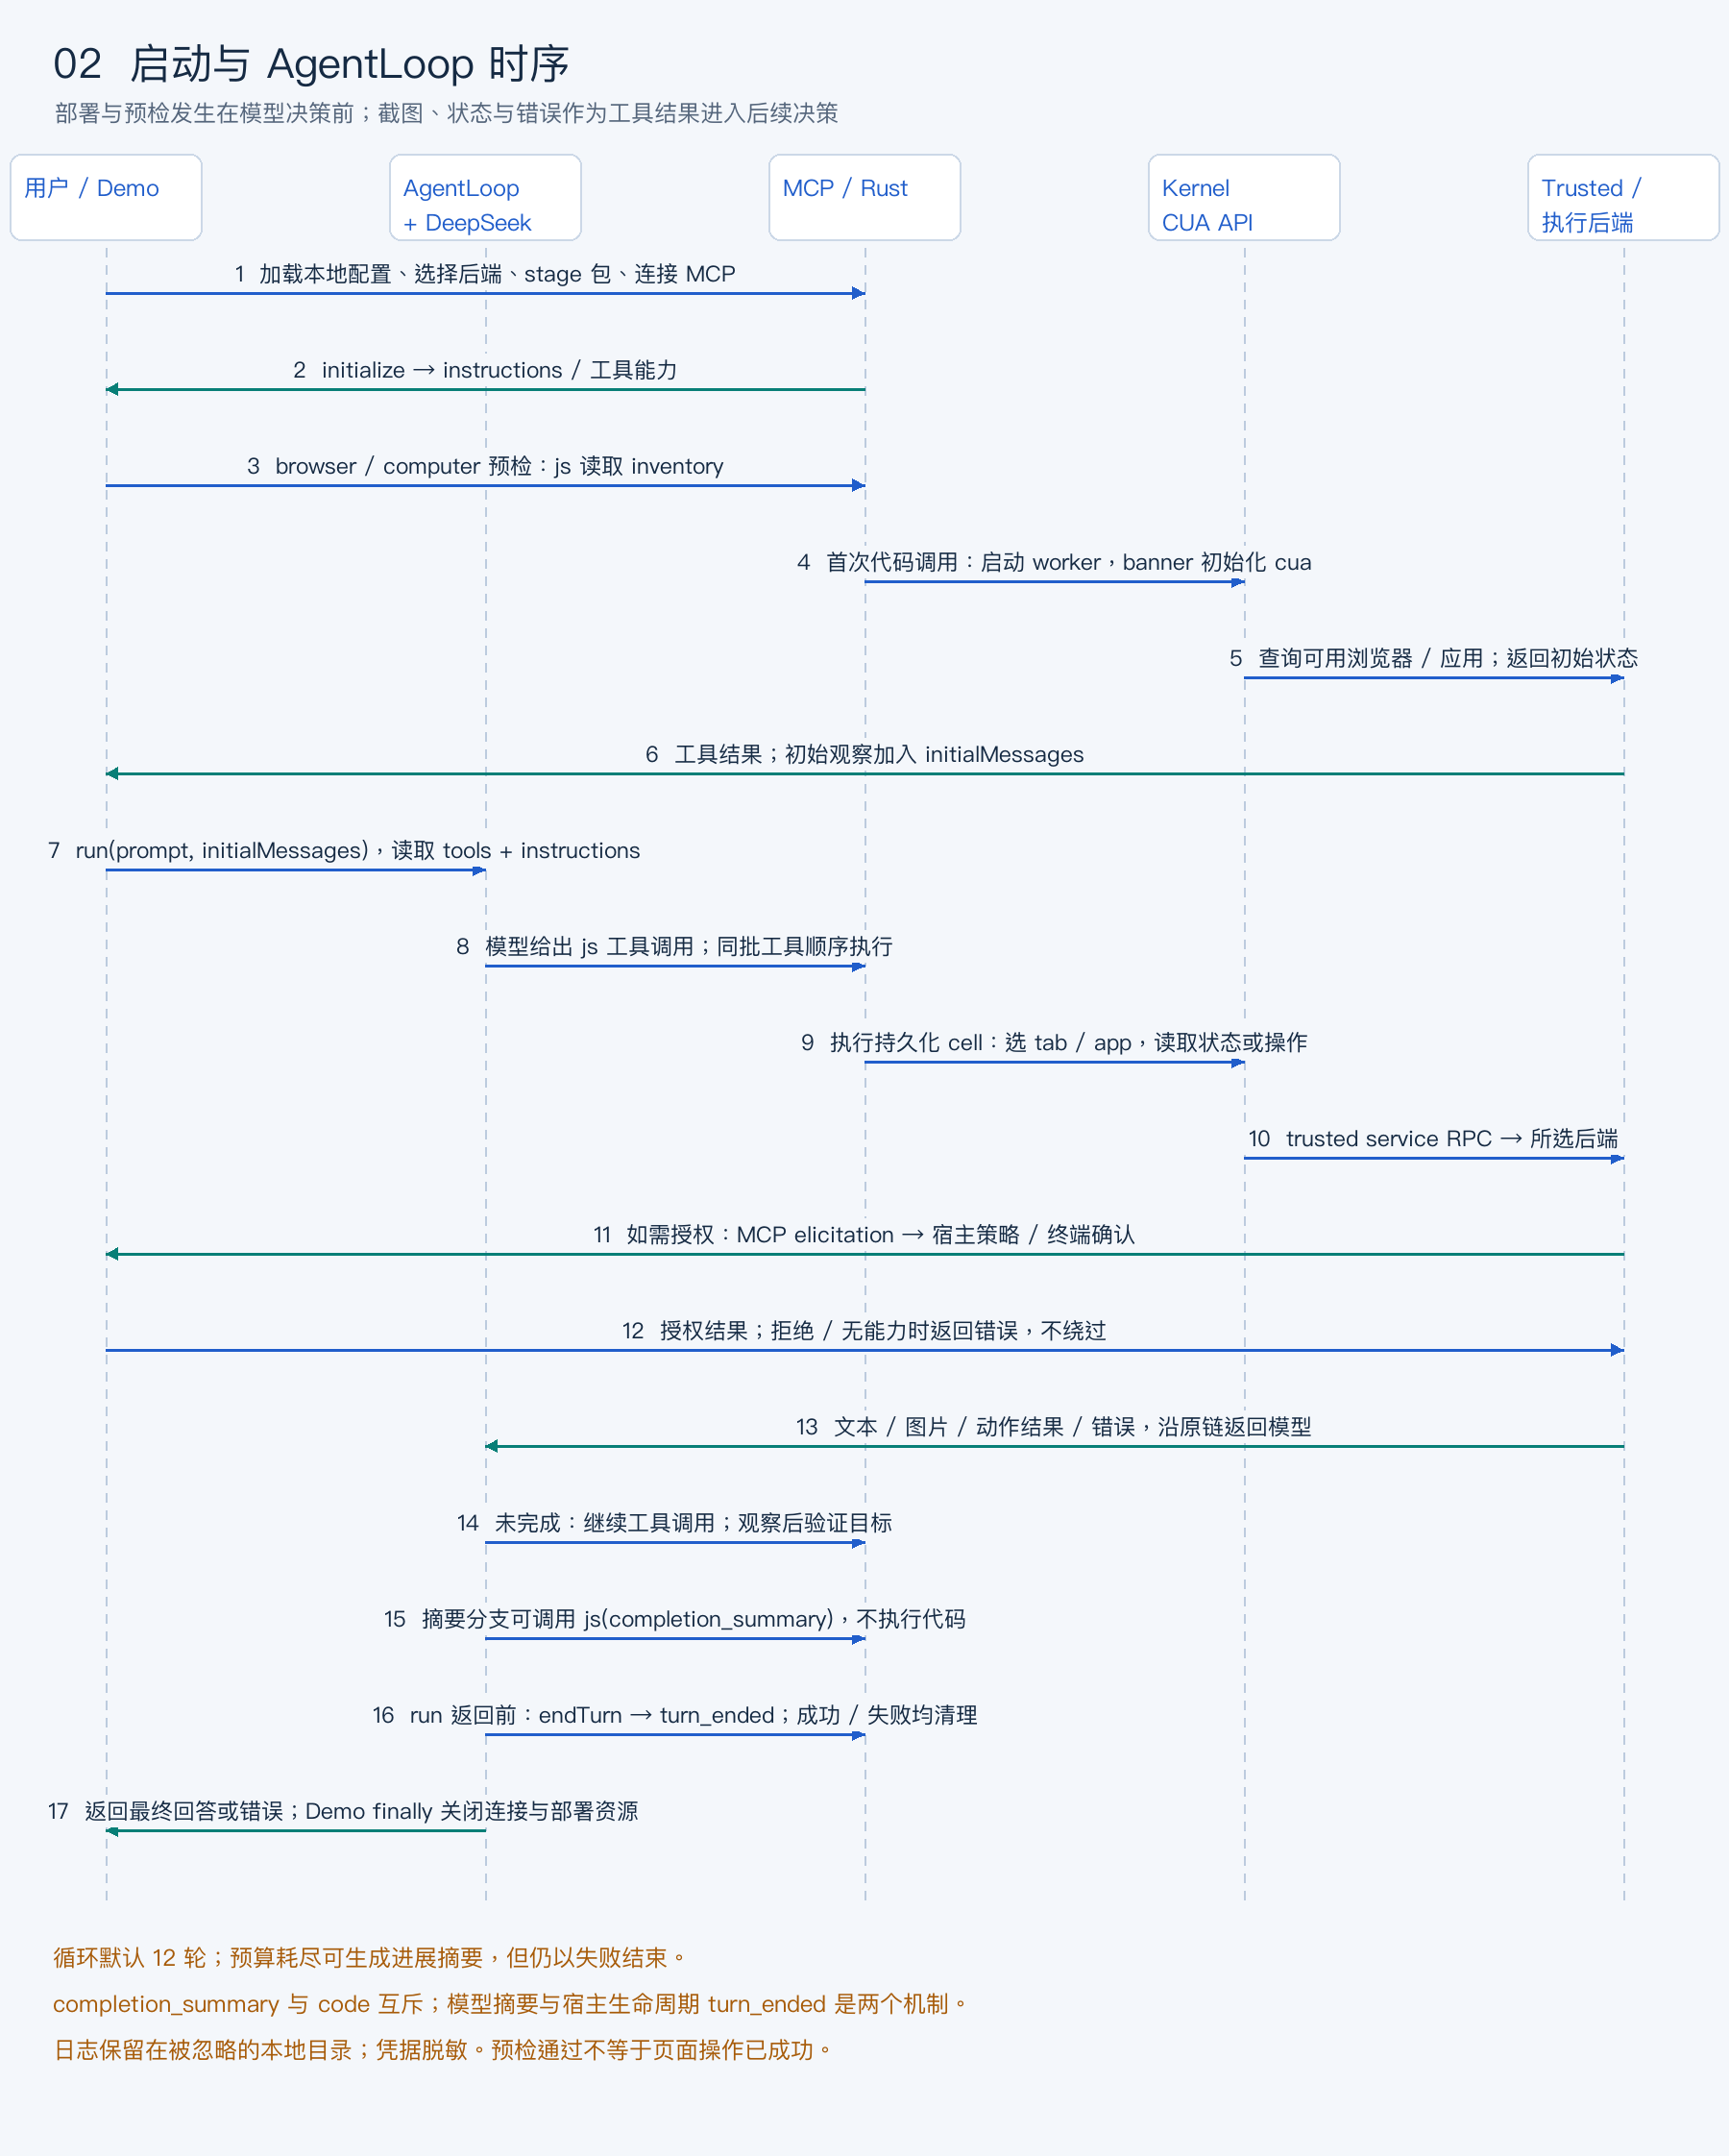 02 启动与 AgentLoop 时序
部署与预检发生在模型决策前；截图、状态与错误作为工具结果进入后续决策
用户 / Demo
AgentLoop
+ DeepSeek
MCP / Rust
Kernel
CUA API
Trusted /
执行后端
1 加载本地配置、选择后端、stage 包、连接 MCP
2 initialize → instructions / 工具能力
3 browser / computer 预检：js 读取 inventory
4 首次代码调用：启动 worker，banner 初始化 cua
5 查询可用浏览器 / 应用；返回初始状态
6 工具结果；初始观察加入 initialMessages
7 run(prompt, initialMessages)，读取 tools + instructions
8 模型给出 js 工具调用；同批工具顺序执行
9 执行持久化 cell：选 tab / app，读取状态或操作
10 trusted service RPC → 所选后端
11 如需授权：MCP elicitation → 宿主策略 / 终端确认
12 授权结果；拒绝 / 无能力时返回错误，不绕过
13 文本 / 图片 / 动作结果 / 错误，沿原链返回模型
14 未完成：继续工具调用；观察后验证目标
15 摘要分支可调用 js(completion_summary)，不执行代码
16 run 返回前：endTurn → turn_ended；成功 / 失败均清理
17 返回最终回答或错误；Demo finally 关闭连接与部署资源
循环默认 12 轮；预算耗尽可生成进展摘要，但仍以失败结束。
completion_summary 与 code 互斥；模型摘要与宿主生命周期 turn_ended 是两个机制。
日志保留在被忽略的本地目录；凭据脱敏。预检通过不等于页面操作已成功。